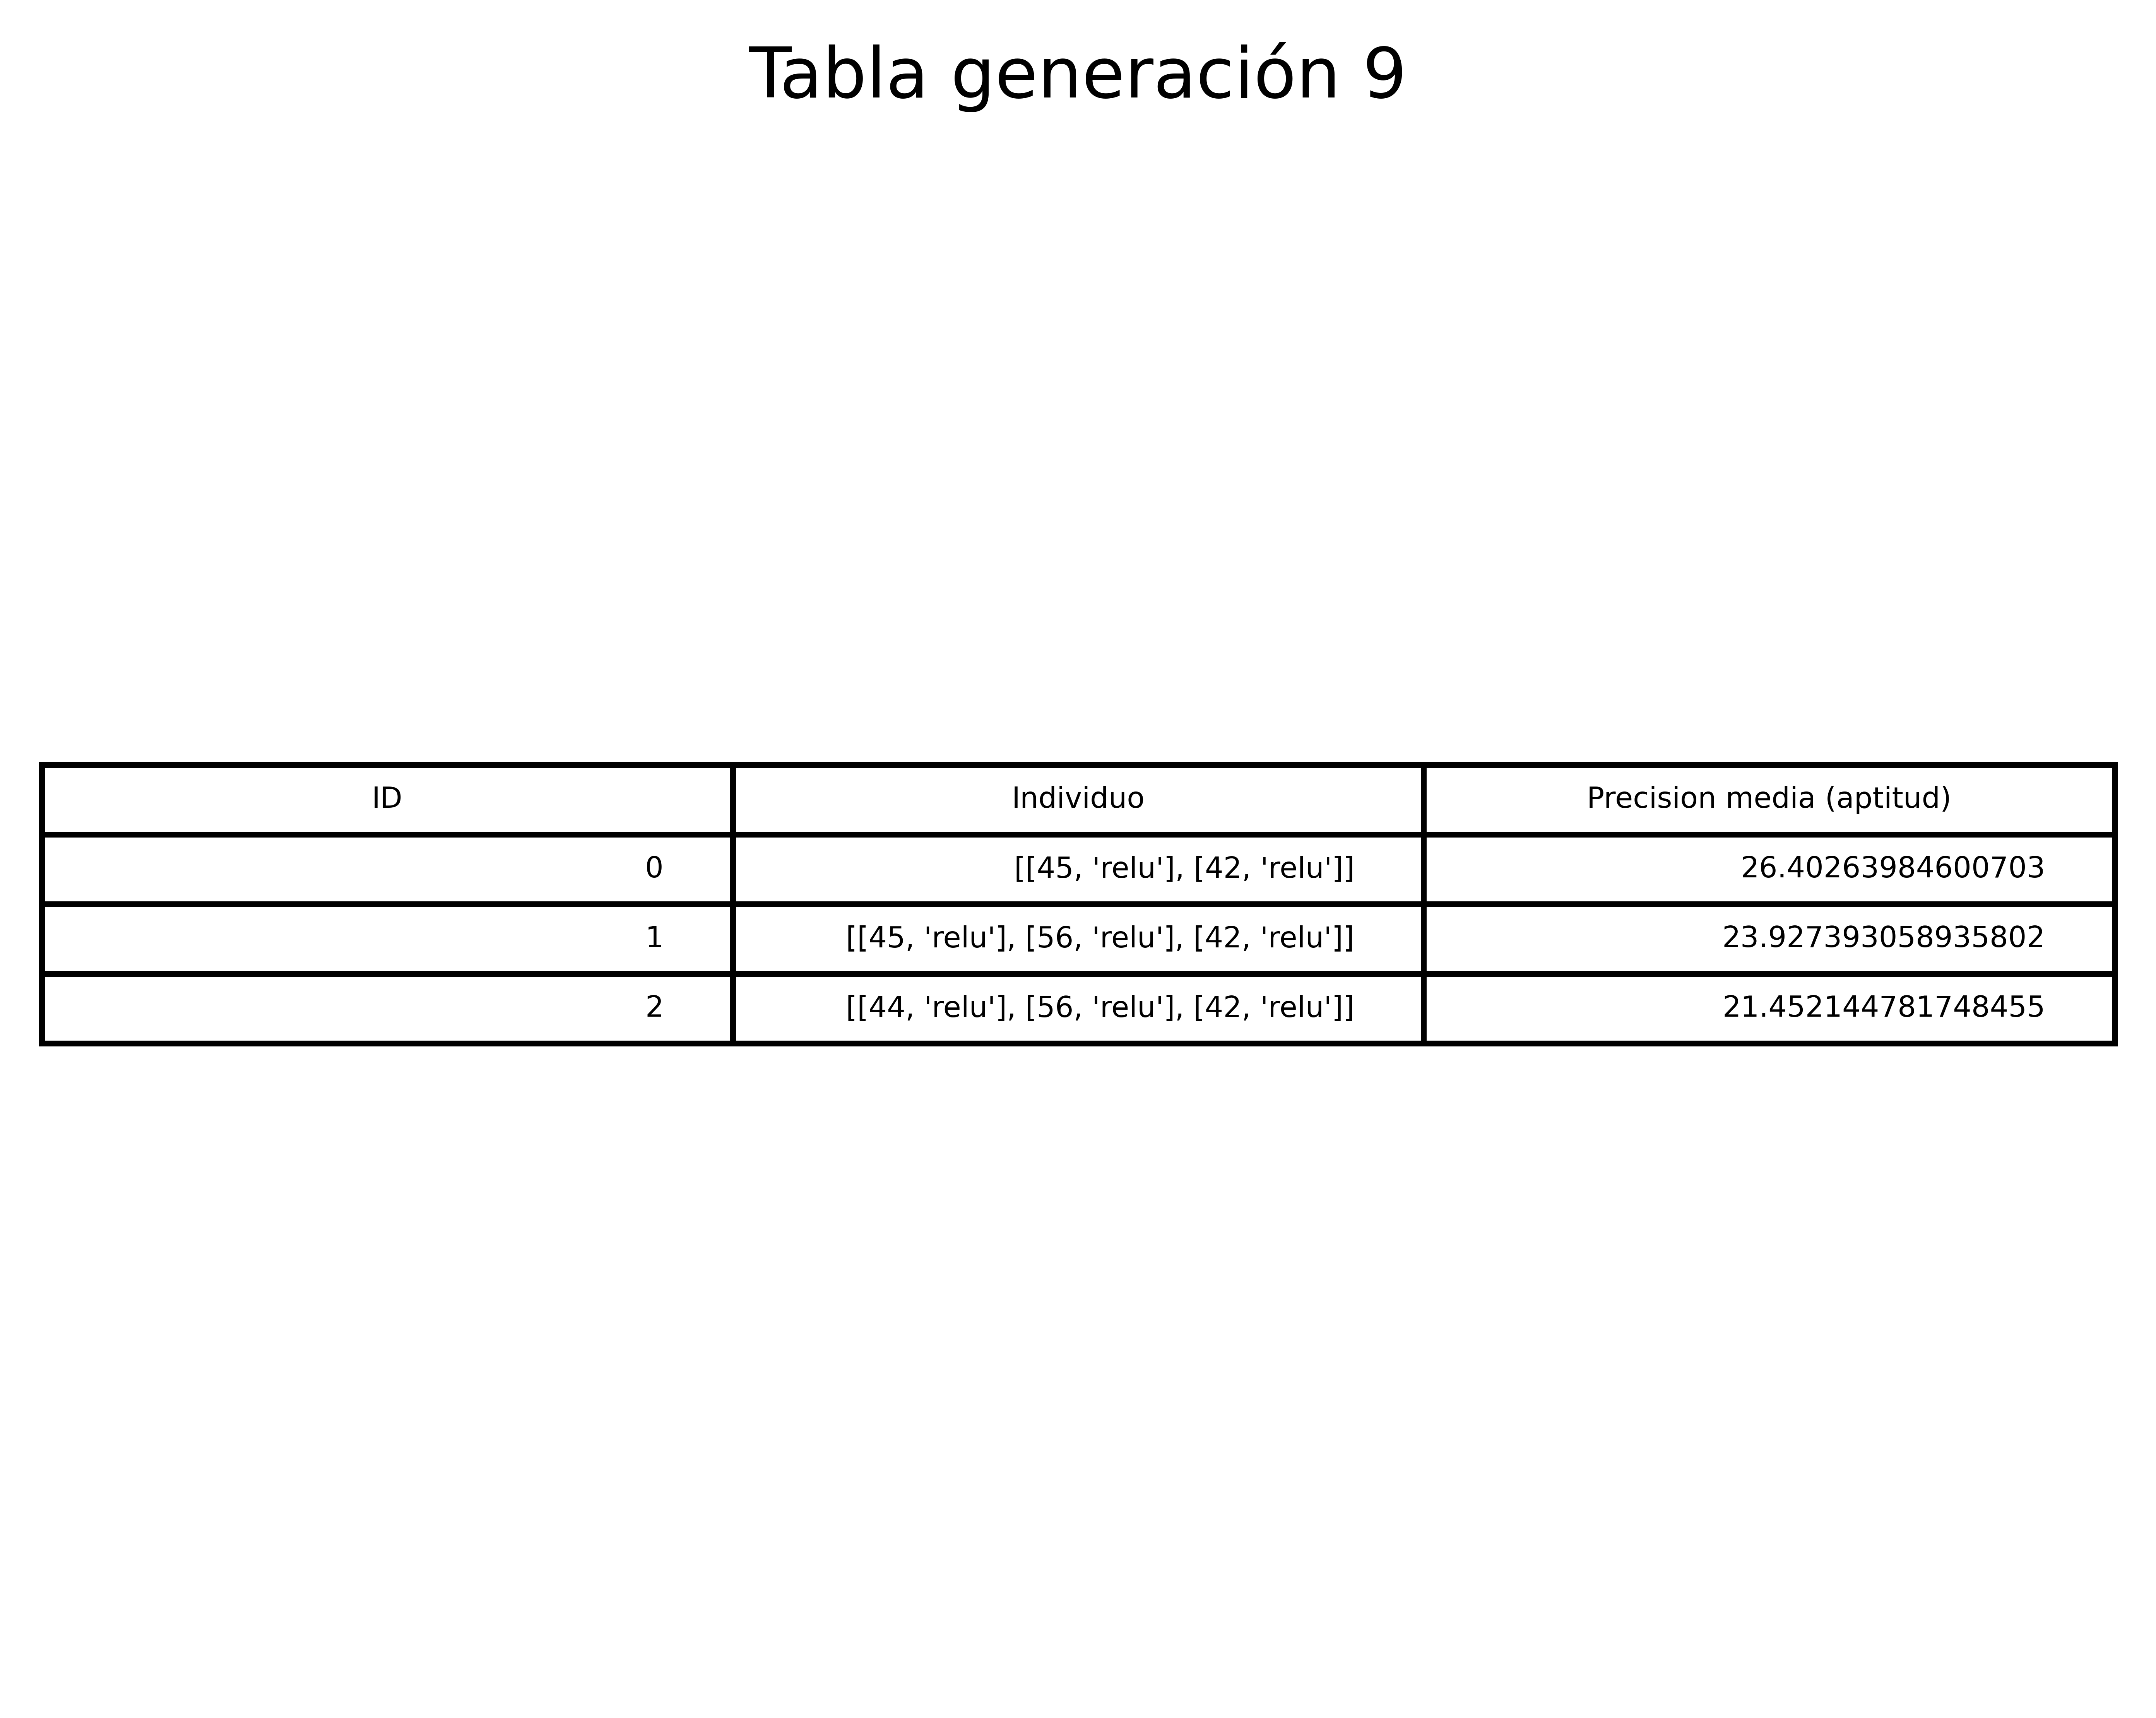 Tabla generación 9
ID Individuo Precision media (aptitud)
0 [[45, 'relu'], [42, 'relu']] 26.40263984600703
1 [[45, 'relu'], [56, 'relu'], [42, 'relu']] 23.927393058935802
2 [[44, 'relu'], [56, 'relu'], [42, 'relu']] 21.452144781748455